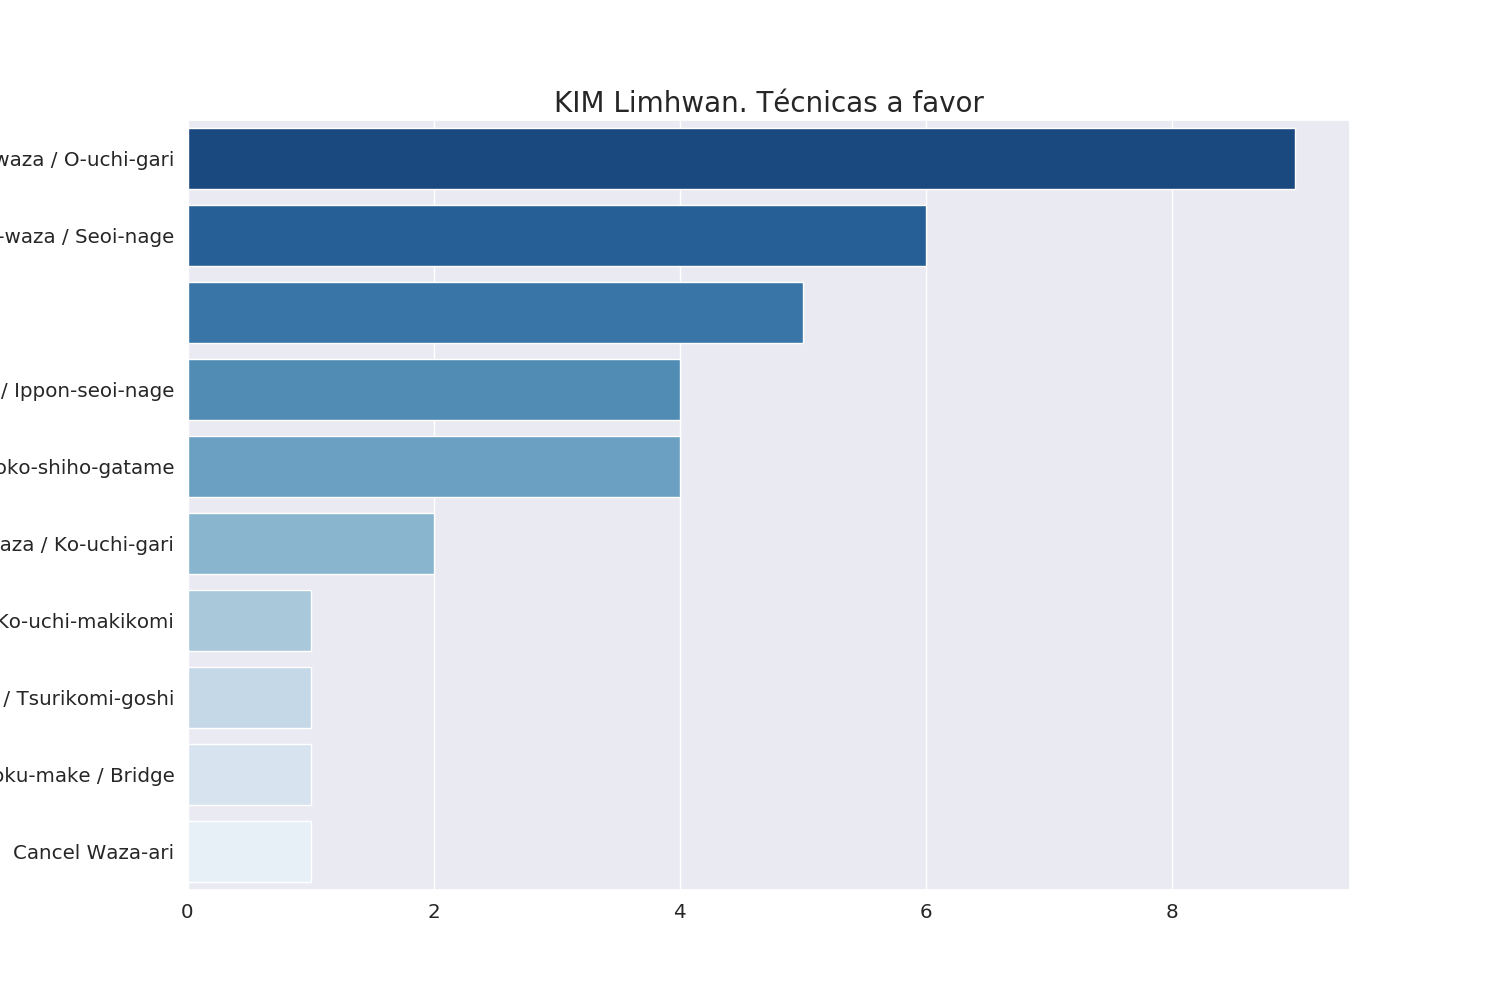 KIM Limhwan. Técnicas a favor
waza / O-uchi-gari
-waza / Seoi-nage
/ Ippon-seoi-nage
oko-shiho-gatame
aza / Ko-uchi-gari
Ko-uchi-makikomi
/ Tsurikomi-goshi
oku-make / Bridge
Cancel Waza-ari
0 2 4 6 8